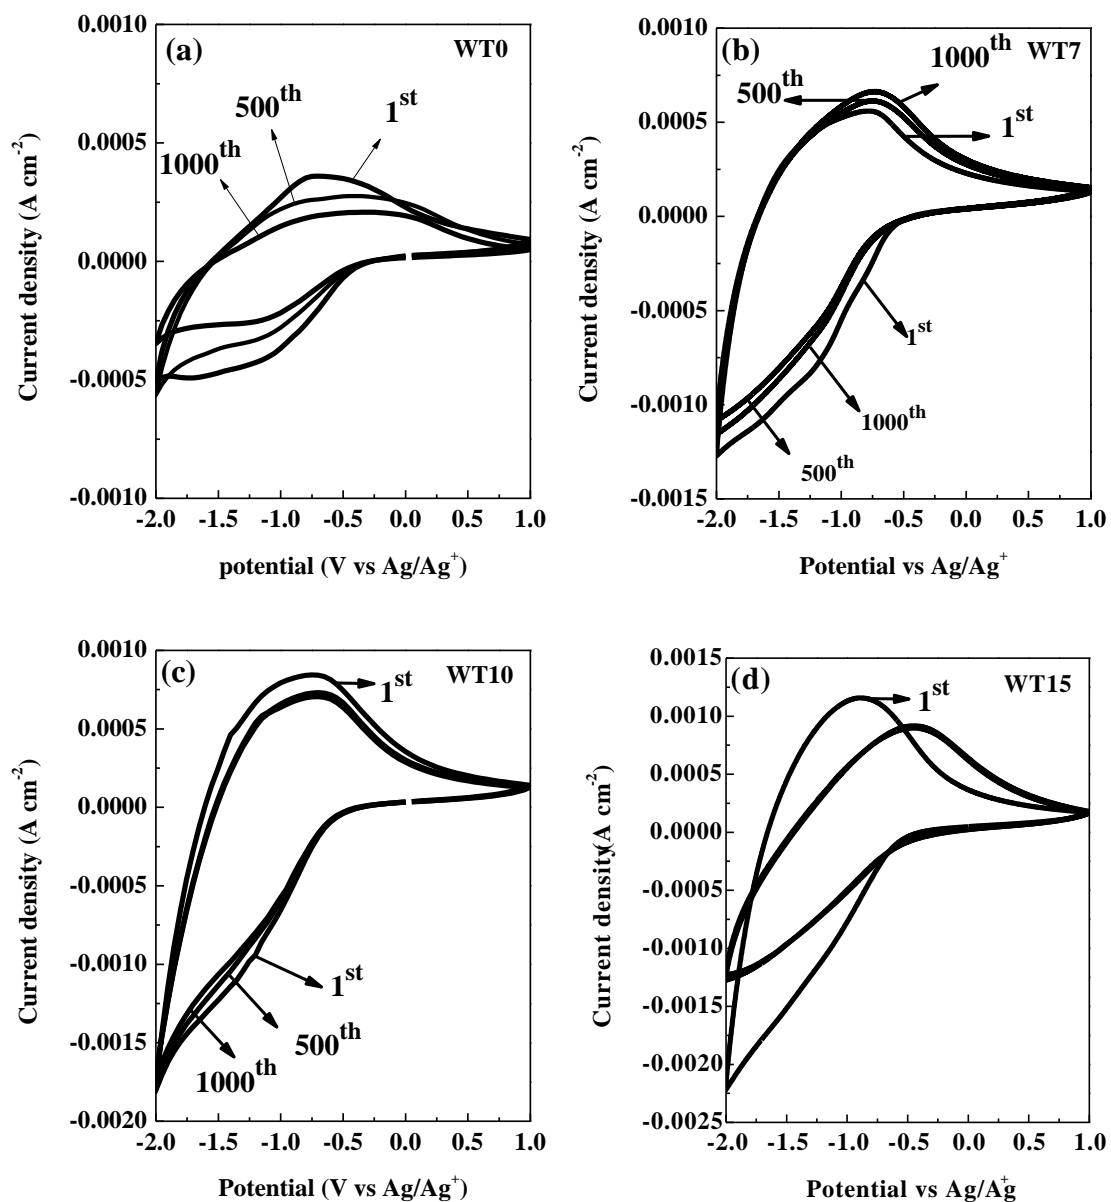 (a) WT0
0.0010
0.0005
0.0000
-0.0005
-0.0010
Current density (A cm⁻²)
500ᵗʰ
1ˢᵗ
1000ᵗʰ
-2.0 -1.5 -1.0 -0.5 0.0 0.5 1.0
potential (V vs Ag/Ag⁺)
(b) WT7
0.0010
0.0005
0.0000
-0.0005
-0.0010
-0.0015
Current density (A cm⁻²)
1000ᵗʰ
500ᵗʰ
1ˢᵗ
1ˢᵗ
1000ᵗʰ
500ᵗʰ
-2.0 -1.5 -1.0 -0.5 0.0 0.5 1.0
Potential vs Ag/Ag⁺
(c) WT10
0.0010
0.0005
0.0000
-0.0005
-0.0010
-0.0015
-0.0020
Current density (A cm⁻²)
1ˢᵗ
1ˢᵗ
500ᵗʰ
1000ᵗʰ
-2.0 -1.5 -1.0 -0.5 0.0 0.5 1.0
Potential (V vs Ag/Ag⁺)
(d) WT15
0.0015
0.0010
0.0005
0.0000
-0.0005
-0.0010
-0.0015
-0.0020
-0.0025
Current density(A cm⁻²)
1ˢᵗ
-2.0 -1.5 -1.0 -0.5 0.0 0.5 1.0
Potential vs Ag/Ag⁺